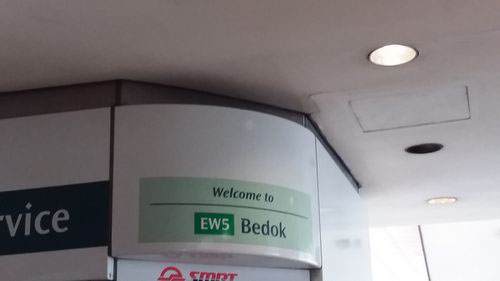 rvice
Welcome to
EW5 Bedok
SMRT